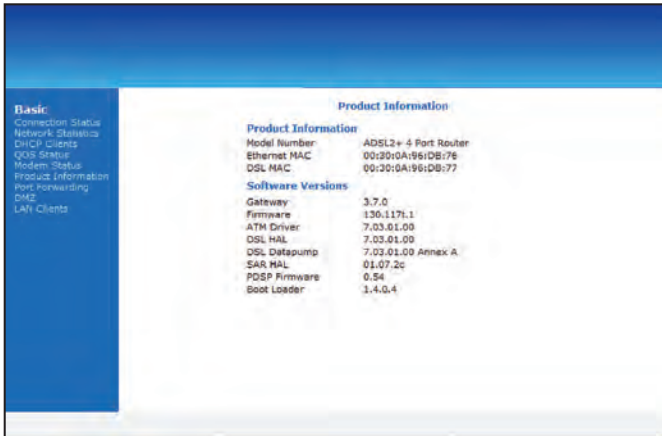 Basic
Connection Status
Network Statistics
DHCP Clients
QOS Status
Modem Status
Product Information
Port Forwarding
DMZ
LAN Clients
Product Information
Product Information
Model Number ADSL2+ 4 Port Router
Ethernet MAC 00:30:0A:96:DB:76
DSL MAC 00:30:0A:96:DB:77
Software Versions
Gateway 3.7.0
Firmware 130.117t.1
ATM Driver 7.03.01.00
DSL HAL 7.03.01.00
DSL Datapump 7.03.01.00 Annex A
SAR HAL 01.07.2c
PDSP Firmware 0.54
Boot Loader 1.4.0.4